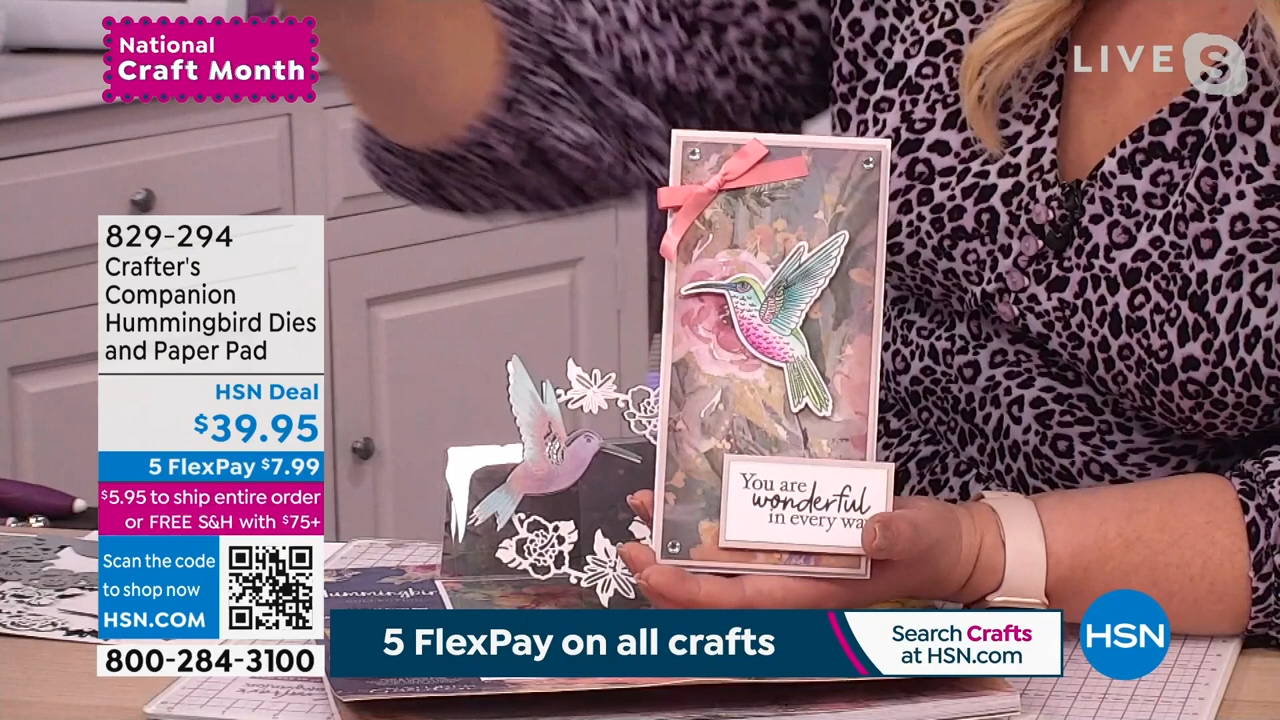 National
Craft Month
LIVE S
829-294
Crafter's
Companion
Hummingbird Dies
and Paper Pad
HSN Deal
$39.95
5 FlexPay $7.99
$5.95 to ship entire order
or FREE S&H with $75+
Scan the code
to shop now
HSN.COM
800-284-3100
You are
wonderful
in every wa
5 FlexPay on all crafts
Search Crafts
at HSN.com
HSN